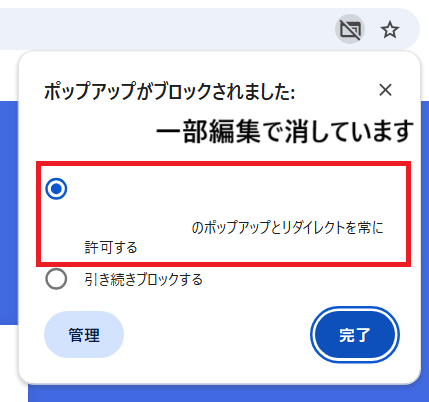 ポップアップがブロックされました:
一部編集で消しています
のポップアップとリダイレクトを常に
許可する
引き続きブロックする
管理
完了